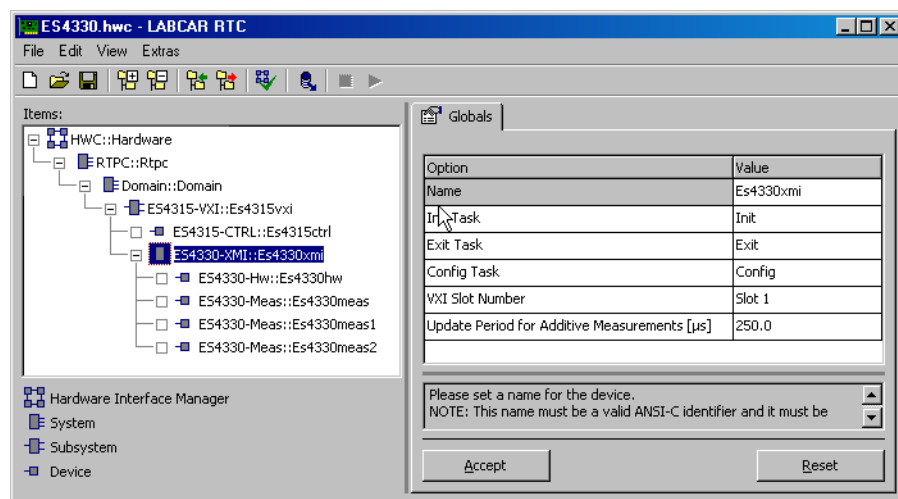 ES4330.hwc - LABCAR RTC
File Edit View Extras
Items:
HWC::Hardware
RTPC::Rtpc
Domain::Domain
ES4315-VXI::Es4315vxi
ES4315-CTRL::Es4315ctrl
ES4330-XMI::Es4330xmi
ES4330-Hw::Es4330hw
ES4330-Meas::Es4330meas
ES4330-Meas::Es4330meas1
ES4330-Meas::Es4330meas2
Hardware Interface Manager
System
Subsystem
Device
Globals
Option Value
Name Es4330xmi
Init Task Init
Exit Task Exit
Config Task Config
VXI Slot Number Slot 1
Update Period for Additive Measurements [µs] 250.0
Please set a name for the device.
NOTE: This name must be a valid ANSI-C identifier and it must be
Accept Reset